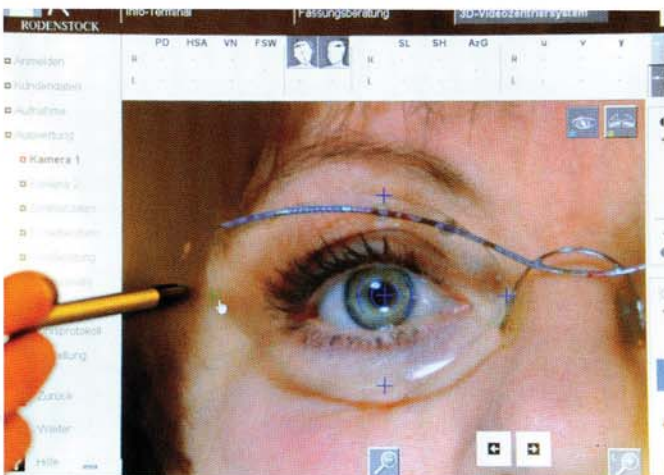 RODENSTOCK
Info-Terminal
Fassungsberatung
3D-Videozentriersystem
PD HSA VN FSW
SL SH AzG
u v y
R
R
R
L
L
L
Anmelden
Kundendaten
Aufnahme
Auswertung
Kamera 1
Kamera 2
Zurück
Weiter
Hilfe